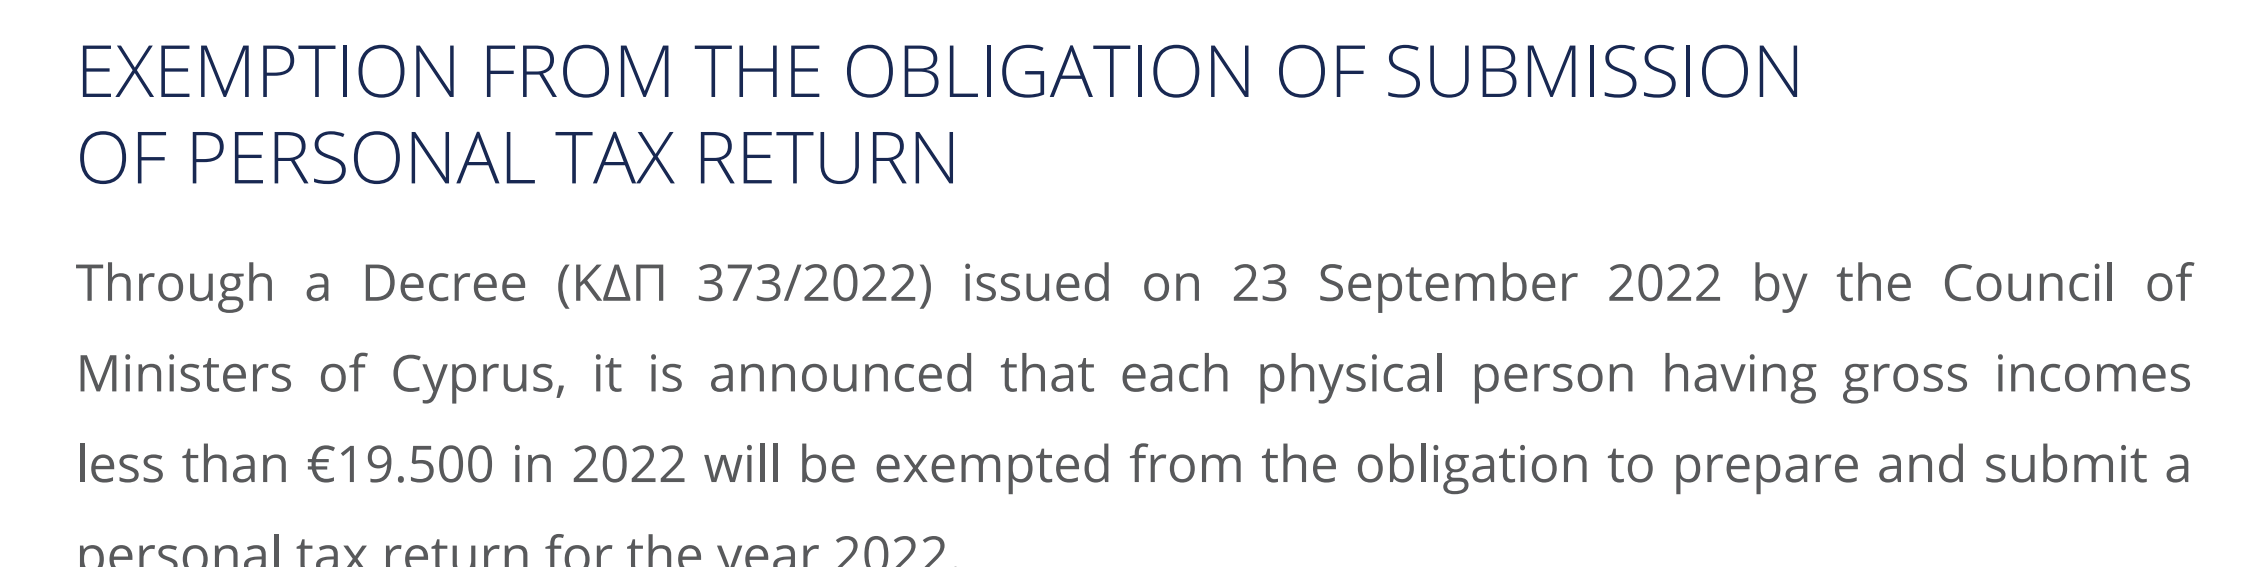 EXEMPTION FROM THE OBLIGATION OF SUBMISSION
OF PERSONAL TAX RETURN
Through a Decree (ΚΔΠ 373/2022) issued on 23 September 2022 by the Council of
Ministers of Cyprus, it is announced that each physical person having gross incomes
less than €19.500 in 2022 will be exempted from the obligation to prepare and submit a
personal tax return for the year 2022.